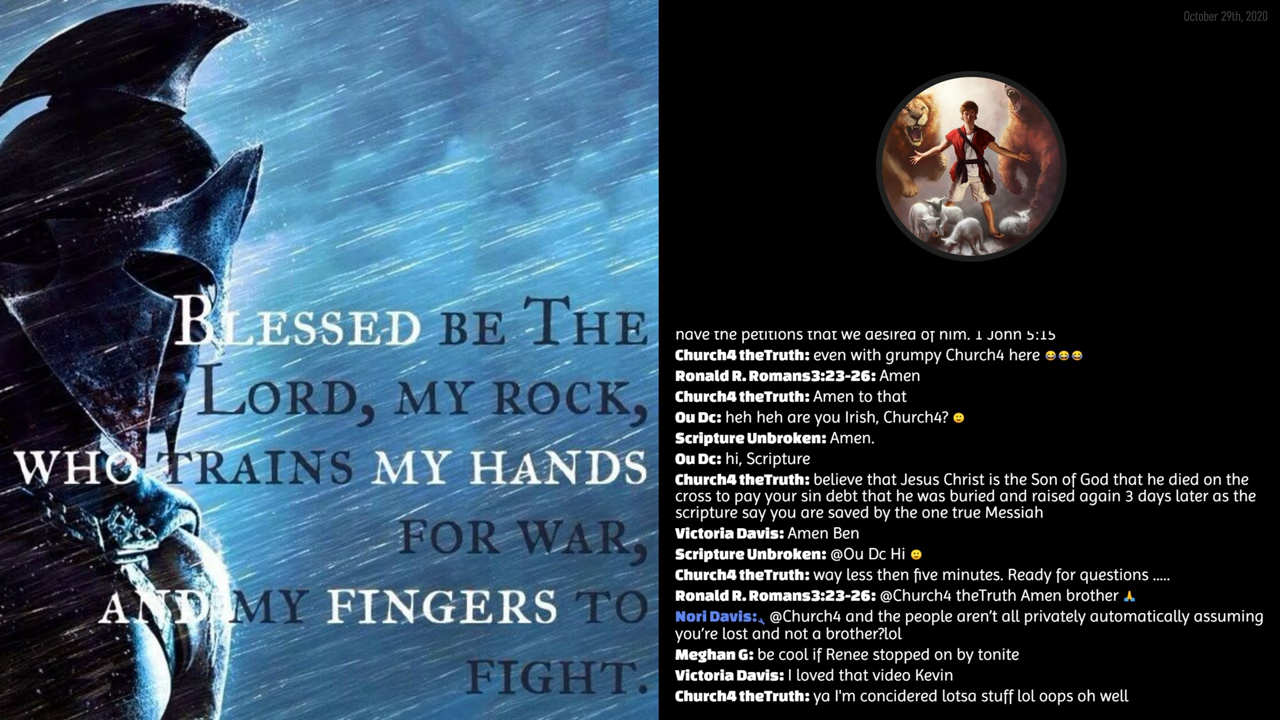 Blessed be The
Lord, my rock,
who trains my hands
for war,
and my fingers to
fight.
October 29th, 2020
have the petitions that we desired of him. 1 John 5:15
Church4 theTruth: even with grumpy Church4 here 😂😂😂
Ronald R. Romans3:23-26: Amen
Church4 theTruth: Amen to that
Ou Dc: heh heh are you Irish, Church4? 🙂
Scripture Unbroken: Amen.
Ou Dc: hi, Scripture
Church4 theTruth: believe that Jesus Christ is the Son of God that he died on the
cross to pay your sin debt that he was buried and raised again 3 days later as the
scripture say you are saved by the one true Messiah
Victoria Davis: Amen Ben
Scripture Unbroken: @Ou Dc Hi 🙂
Church4 theTruth: way less then five minutes. Ready for questions .....
Ronald R. Romans3:23-26: @Church4 theTruth Amen brother 🙏
Nori Davis: @Church4 and the people aren't all privately automatically assuming
you're lost and not a brother?lol
Meghan G: be cool if Renee stopped on by tonite
Victoria Davis: I loved that video Kevin
Church4 theTruth: ya I'm concidered lotsa stuff lol oops oh well